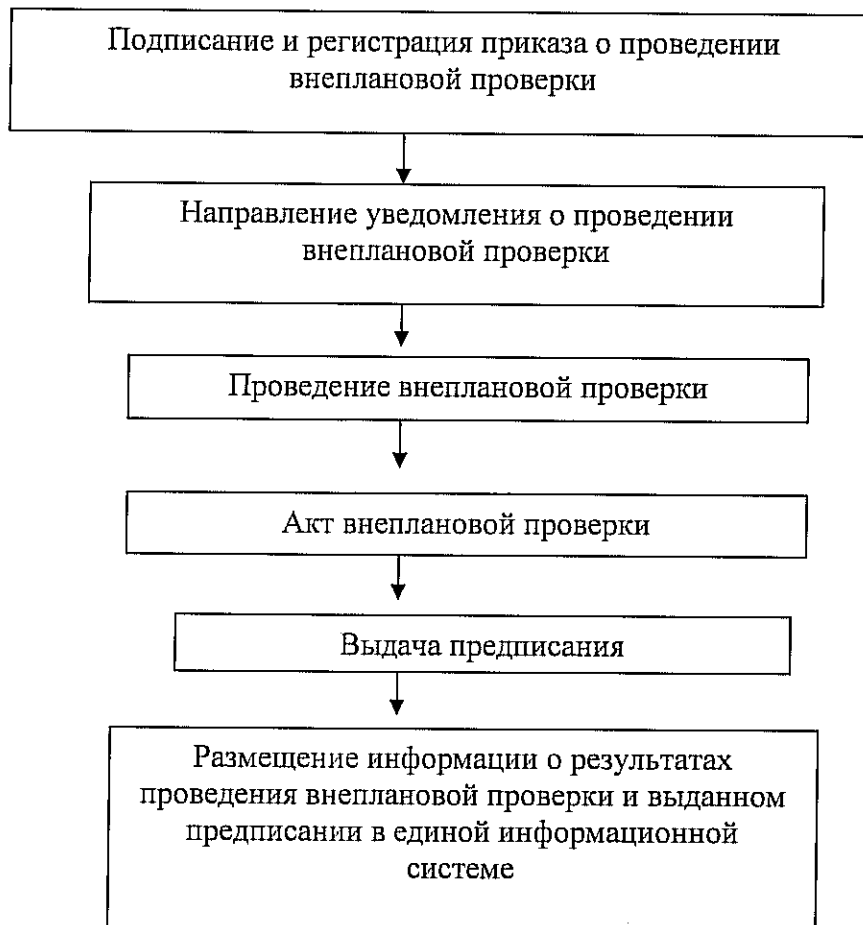 Подписание и регистрация приказа о проведении
внеплановой проверки
Направление уведомления о проведении
внеплановой проверки
Проведение внеплановой проверки
Акт внеплановой проверки
Выдача предписания
Размещение информации о результатах
проведения внеплановой проверки и выданном
предписании в единой информационной
системе